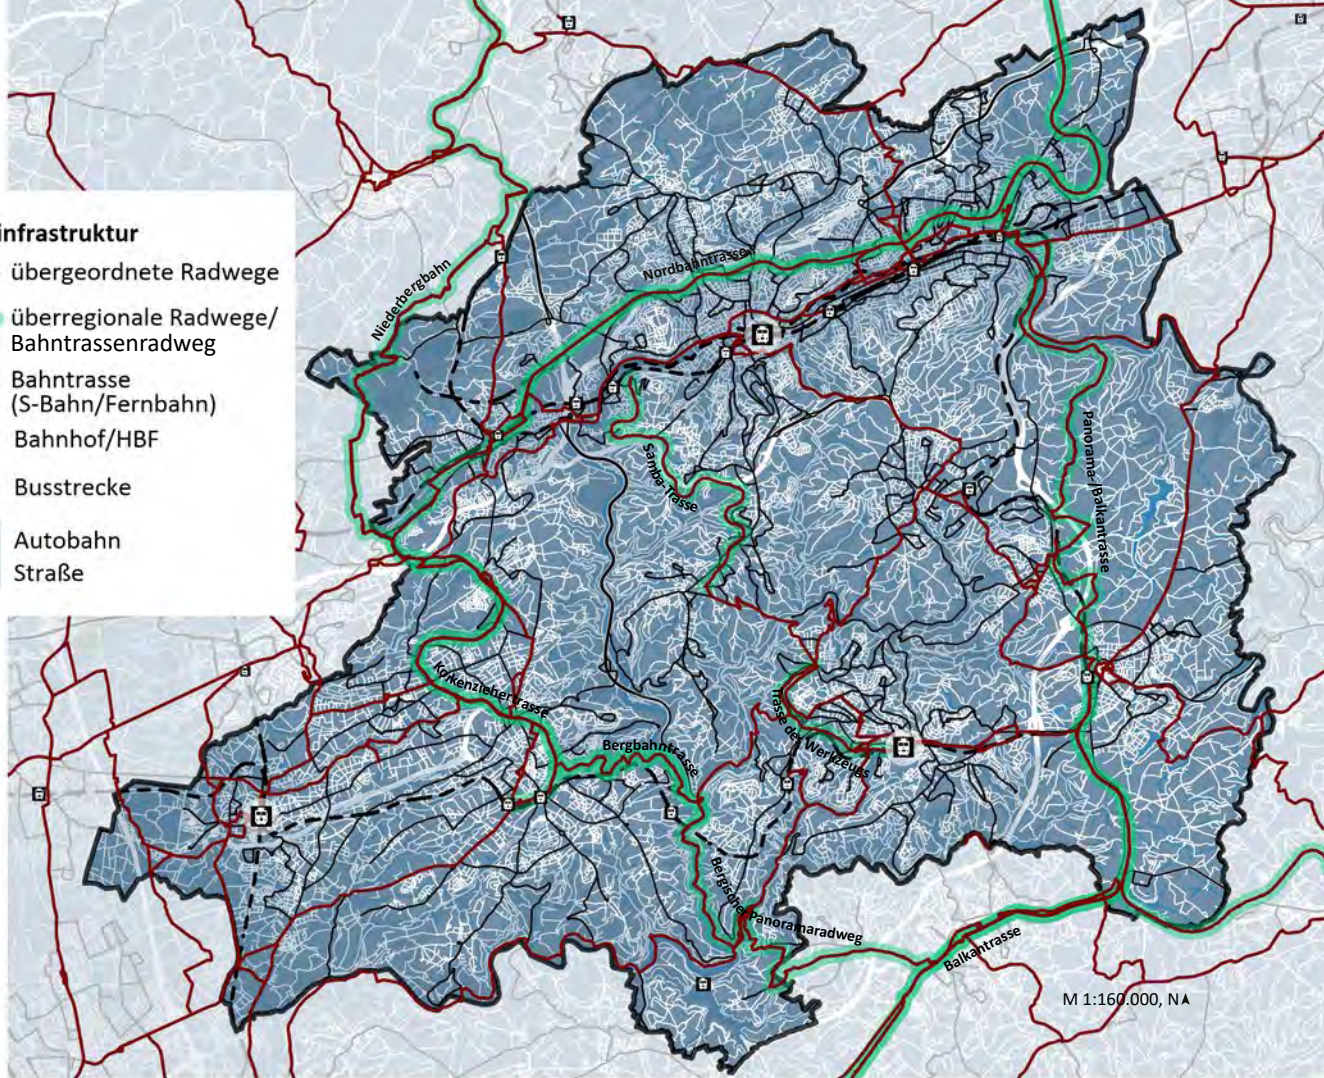 infrastruktur
übergeordnete Radwege
überregionale Radwege/
Bahntrassenradweg
Bahntrasse
(S-Bahn/Fernbahn)
Bahnhof/HBF
Busstrecke
Autobahn
Straße
Niederbergbahn
Nordbahntrasse
Samba-Trasse
Panorama-/Balkantrasse
Korkenziehertrasse
Bergbahntrasse
Trasse des Werkzeugs
Bergischer Panoramaradweg
Balkantrasse
M 1:160.000, N